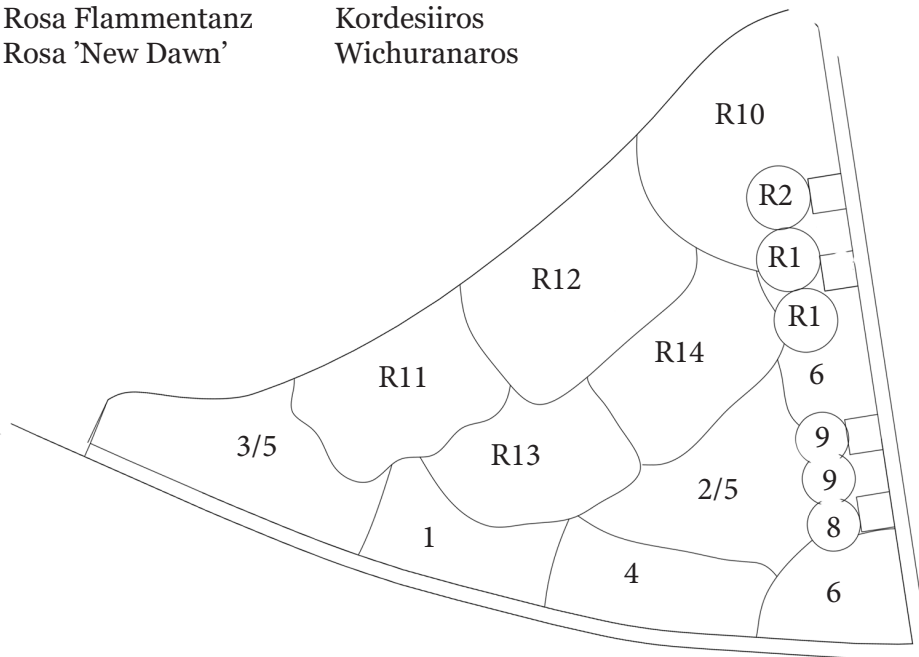 Rosa Flammentanz Kordesiiros
Rosa ’New Dawn’ Wichuranaros
R10
R2
R1
R12
R1
R14
6
R11
9
3/5
R13
9
2/5
8
1
4
6